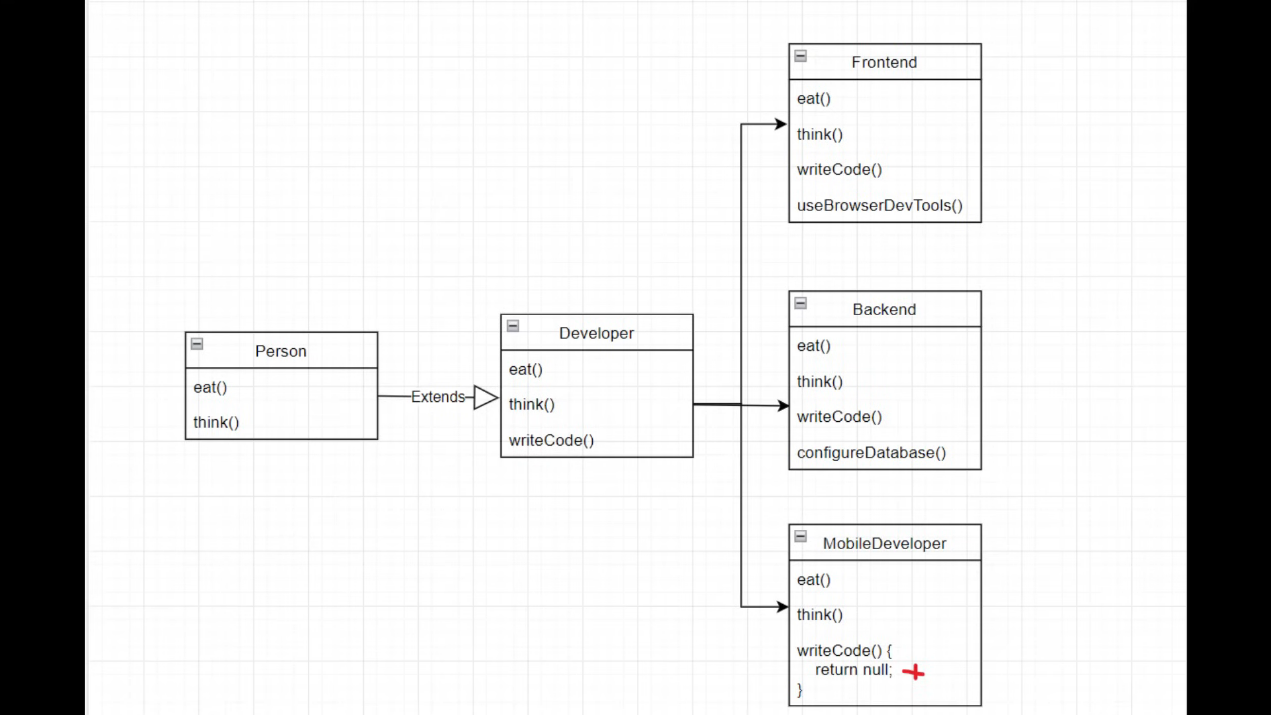 Person
eat()
think()
Extends
Developer
eat()
think()
writeCode()
Frontend
eat()
think()
writeCode()
useBrowserDevTools()
Backend
eat()
think()
writeCode()
configureDatabase()
MobileDeveloper
eat()
think()
writeCode() {
return null;
}